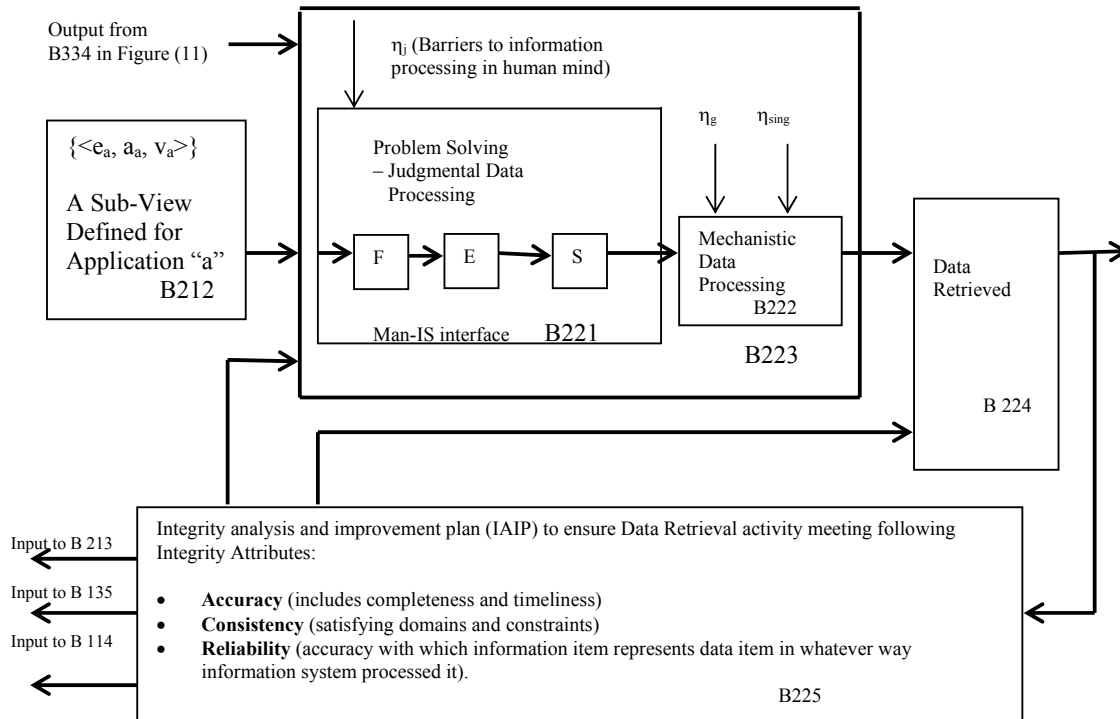 Output from
B334 in Figure (11)
ηj (Barriers to information
processing in human mind)
{<ea, aa, va>}
A Sub-View
Defined for
Application “a”
B212
Problem Solving
– Judgmental Data
Processing
F
E
S
Man-IS interface
B221
ηg
ηsing
Mechanistic
Data
Processing
B222
B223
Data
Retrieved
B 224
Integrity analysis and improvement plan (IAIP) to ensure Data Retrieval activity meeting following
Integrity Attributes:
• Accuracy (includes completeness and timeliness)
• Consistency (satisfying domains and constraints)
• Reliability (accuracy with which information item represents data item in whatever way
information system processed it).
B225
Input to B 213
Input to B 135
Input to B 114